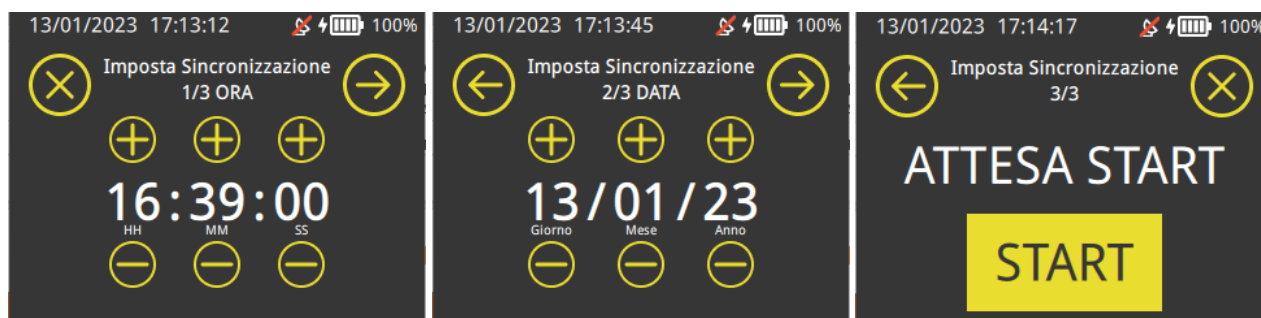 13/01/2023 17:13:12 100%
Imposta Sincronizzazione
1/3 ORA
16:39:00
HH MM SS
13/01/2023 17:13:45 100%
Imposta Sincronizzazione
2/3 DATA
13/01/23
Giorno Mese Anno
13/01/2023 17:14:17 100%
Imposta Sincronizzazione
3/3
ATTESA START
START